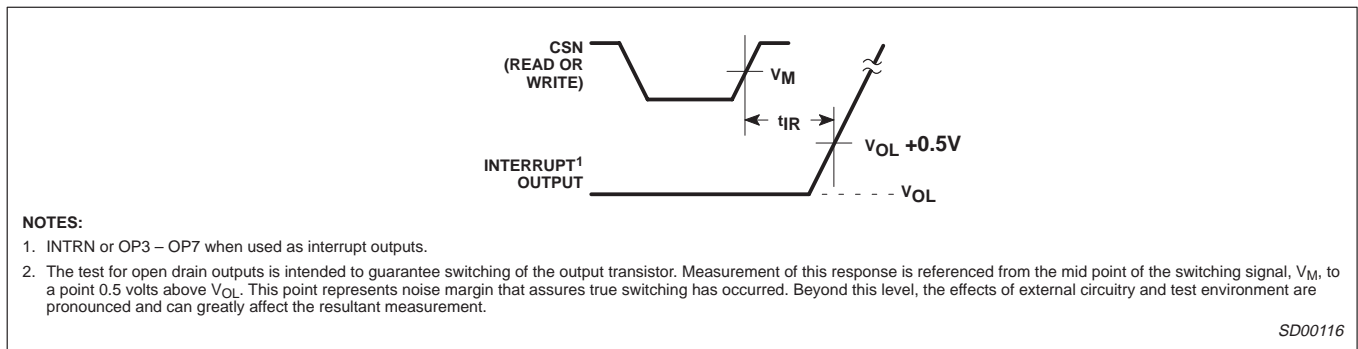 CSN
(READ OR
WRITE)
VM
tIR
VOL +0.5V
INTERRUPT1
OUTPUT
VOL
NOTES:
1. INTRN or OP3 – OP7 when used as interrupt outputs.
2. The test for open drain outputs is intended to guarantee switching of the output transistor. Measurement of this response is referenced from the mid point of the switching signal, VM, to
a point 0.5 volts above VOL. This point represents noise margin that assures true switching has occurred. Beyond this level, the effects of external circuitry and test environment are
pronounced and can greatly affect the resultant measurement.
SD00116